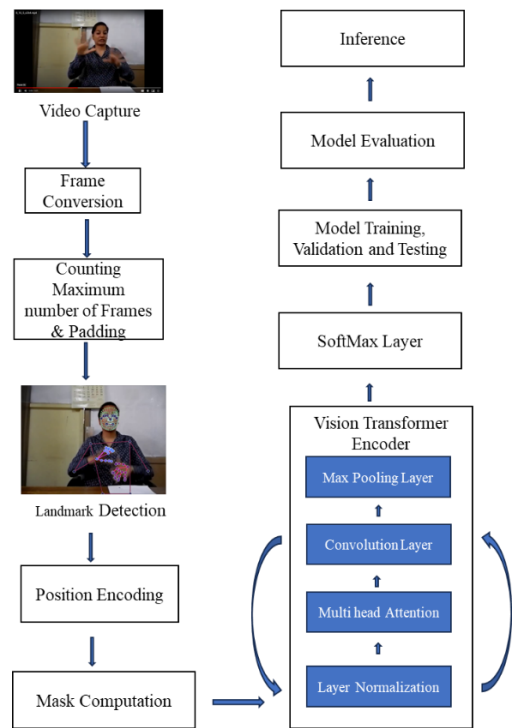 Video Capture
Frame
Conversion
Counting
Maximum
number of Frames
& Padding
Landmark Detection
Position Encoding
Mask Computation
Inference
Model Evaluation
Model Training,
Validation and Testing
SoftMax Layer
Vision Transformer
Encoder
Max Pooling Layer
Convolution Layer
Multi head Attention
Layer Normalization